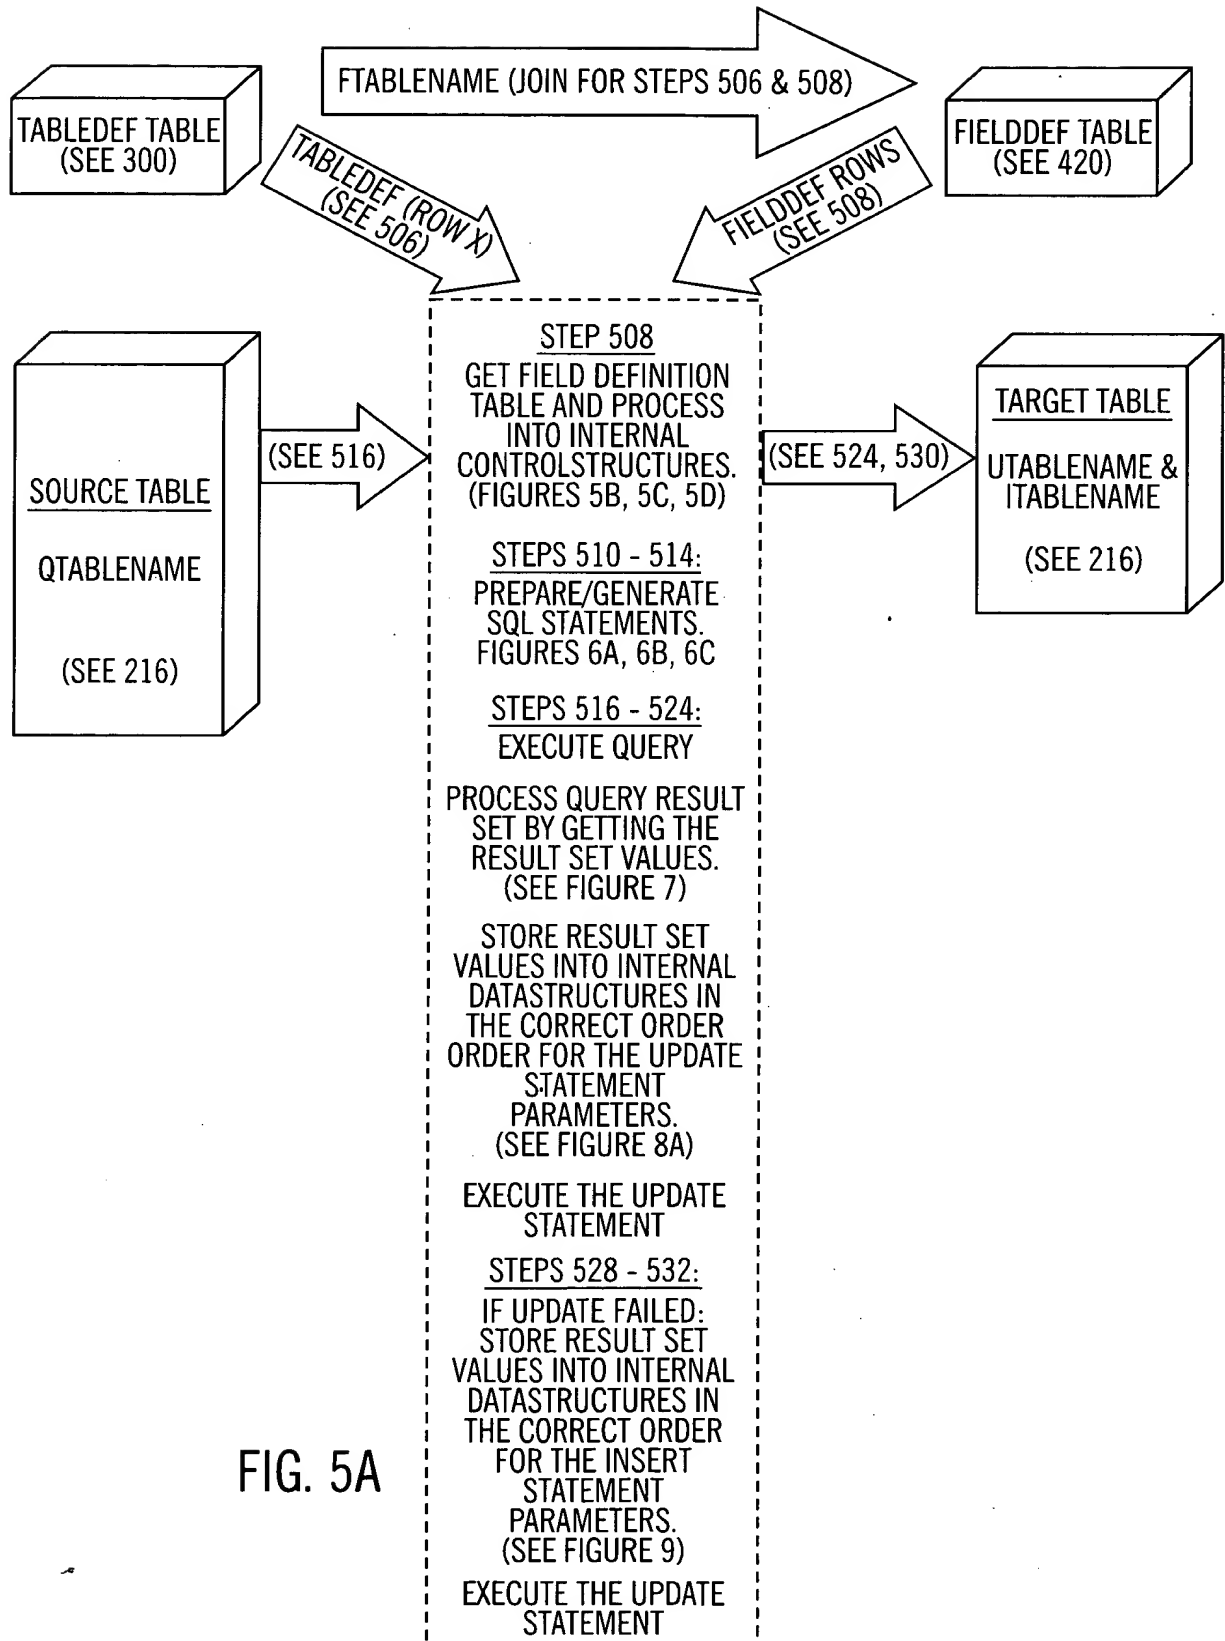 FTABLENAME (JOIN FOR STEPS 506 & 508)
TABLEDEF TABLE
(SEE 300)
FIELDDEF TABLE
(SEE 420)
TABLEDEF (ROW X)
(SEE 506)
FIELDDEF ROWS
(SEE 508)
SOURCE TABLE
QTABLENAME
(SEE 216)
(SEE 516)
STEP 508
GET FIELD DEFINITION
TABLE AND PROCESS
INTO INTERNAL
CONTROLSTRUCTURES.
(FIGURES 5B, 5C, 5D)
STEPS 510 - 514:
PREPARE/GENERATE
SQL STATEMENTS.
FIGURES 6A, 6B, 6C
STEPS 516 - 524:
EXECUTE QUERY
PROCESS QUERY RESULT
SET BY GETTING THE
RESULT SET VALUES.
(SEE FIGURE 7)
STORE RESULT SET
VALUES INTO INTERNAL
DATASTRUCTURES IN
THE CORRECT ORDER
ORDER FOR THE UPDATE
STATEMENT
PARAMETERS.
(SEE FIGURE 8A)
EXECUTE THE UPDATE
STATEMENT
STEPS 528 - 532:
IF UPDATE FAILED:
STORE RESULT SET
VALUES INTO INTERNAL
DATASTRUCTURES IN
THE CORRECT ORDER
FOR THE INSERT
STATEMENT
PARAMETERS.
(SEE FIGURE 9)
EXECUTE THE UPDATE
STATEMENT
(SEE 524, 530)
TARGET TABLE
UTABLENAME &
ITABLENAME
(SEE 216)
FIG. 5A